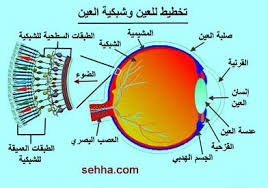 تخطيط للعين وشبكية العين
الطبقات السطحية للشبكية
المشيمية
الشبكية
صلبة العين
القرنية
الضوء
إنسان العين
عدسة العين
القزحية
الجسم الهدبي
العصب البصري
الطبقات العميقة للشبكية
sehha.com